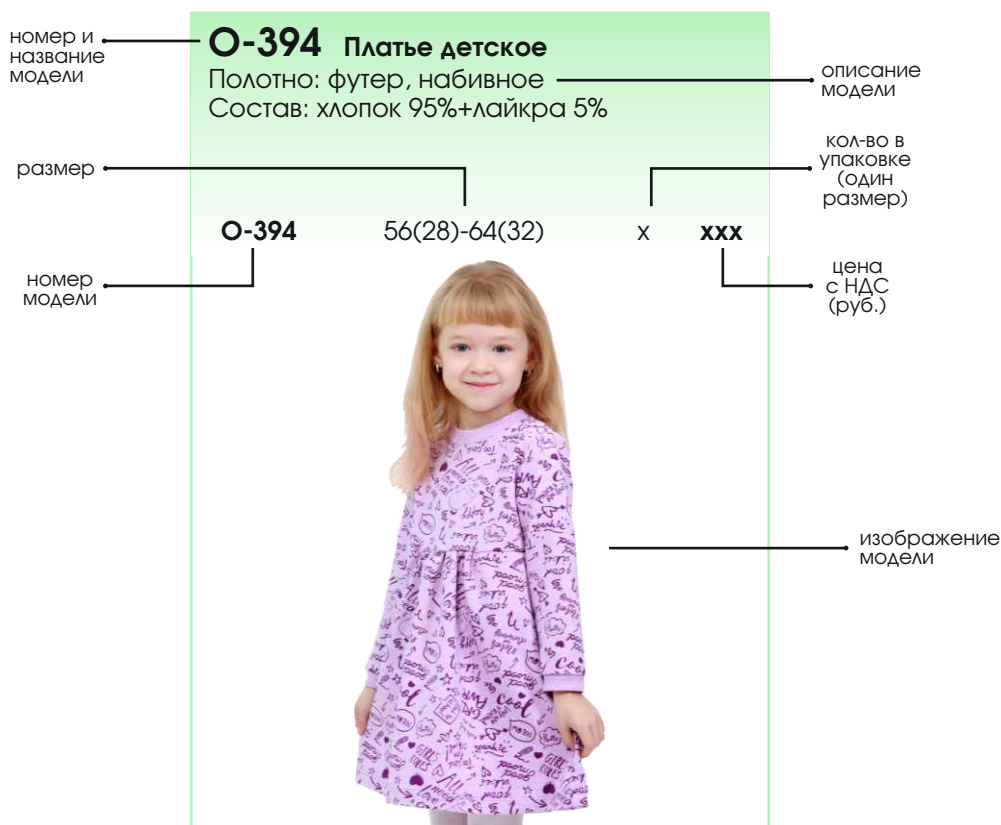 номер и
название
модели
О-394 Платье детское
Полотно: футер, набивное
Состав: хлопок 95%+лайкра 5%
описание
модели
размер
кол-во в
упаковке
(один
размер)
О-394 56(28)-64(32) х ххх
номер
модели
цена
с НДС
(руб.)
изображение
модели